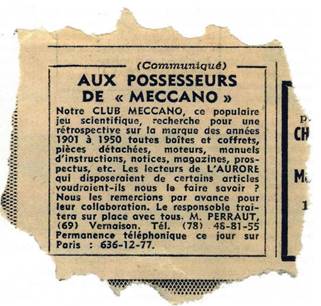 (Communiqué)
AUX POSSESSEURS
DE « MECCANO »
Notre CLUB MECCANO, ce populaire
jeu scientifique, recherche pour une
rétrospective sur la marque des années
1901 à 1950 toutes boîtes et coffrets,
pièces détachées, moteurs, manuels
d'instructions, notices, magazines, pros-
pectus, etc. Les lecteurs de L'AURORE
qui disposeraient de certains articles
voudraient-ils nous le faire savoir ?
Nous les remercions par avance pour
leur collaboration. Le responsable trai-
tera sur place avec tous. M. PERRAUT,
(69) Vernaison. Tél. (78) 48-81-55
Permanence téléphonique ce jour sur
Paris : 636-12-77.